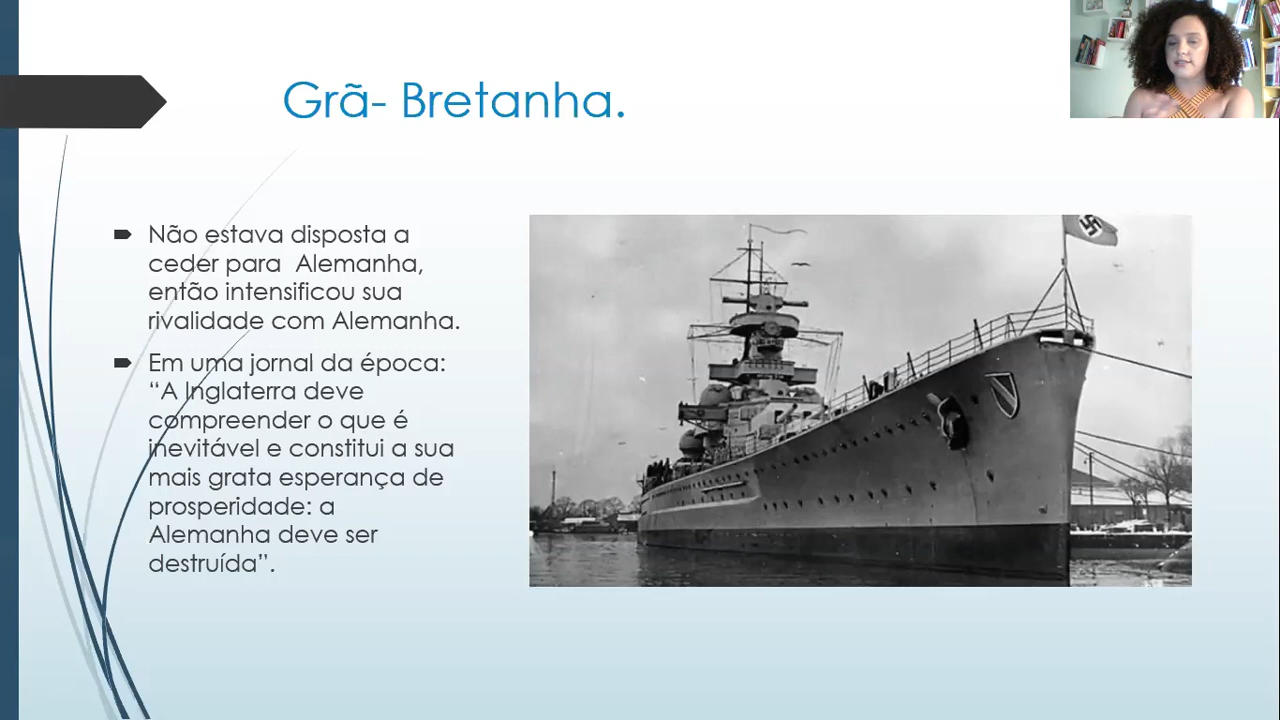 Grã- Bretanha.
Não estava disposta a
ceder para  Alemanha,
então intensificou sua
rivalidade com Alemanha.
Em uma jornal da época:
“A Inglaterra deve
compreender o que é
inevitável e constitui a sua
mais grata esperança de
prosperidade: a
Alemanha deve ser
destruída”.